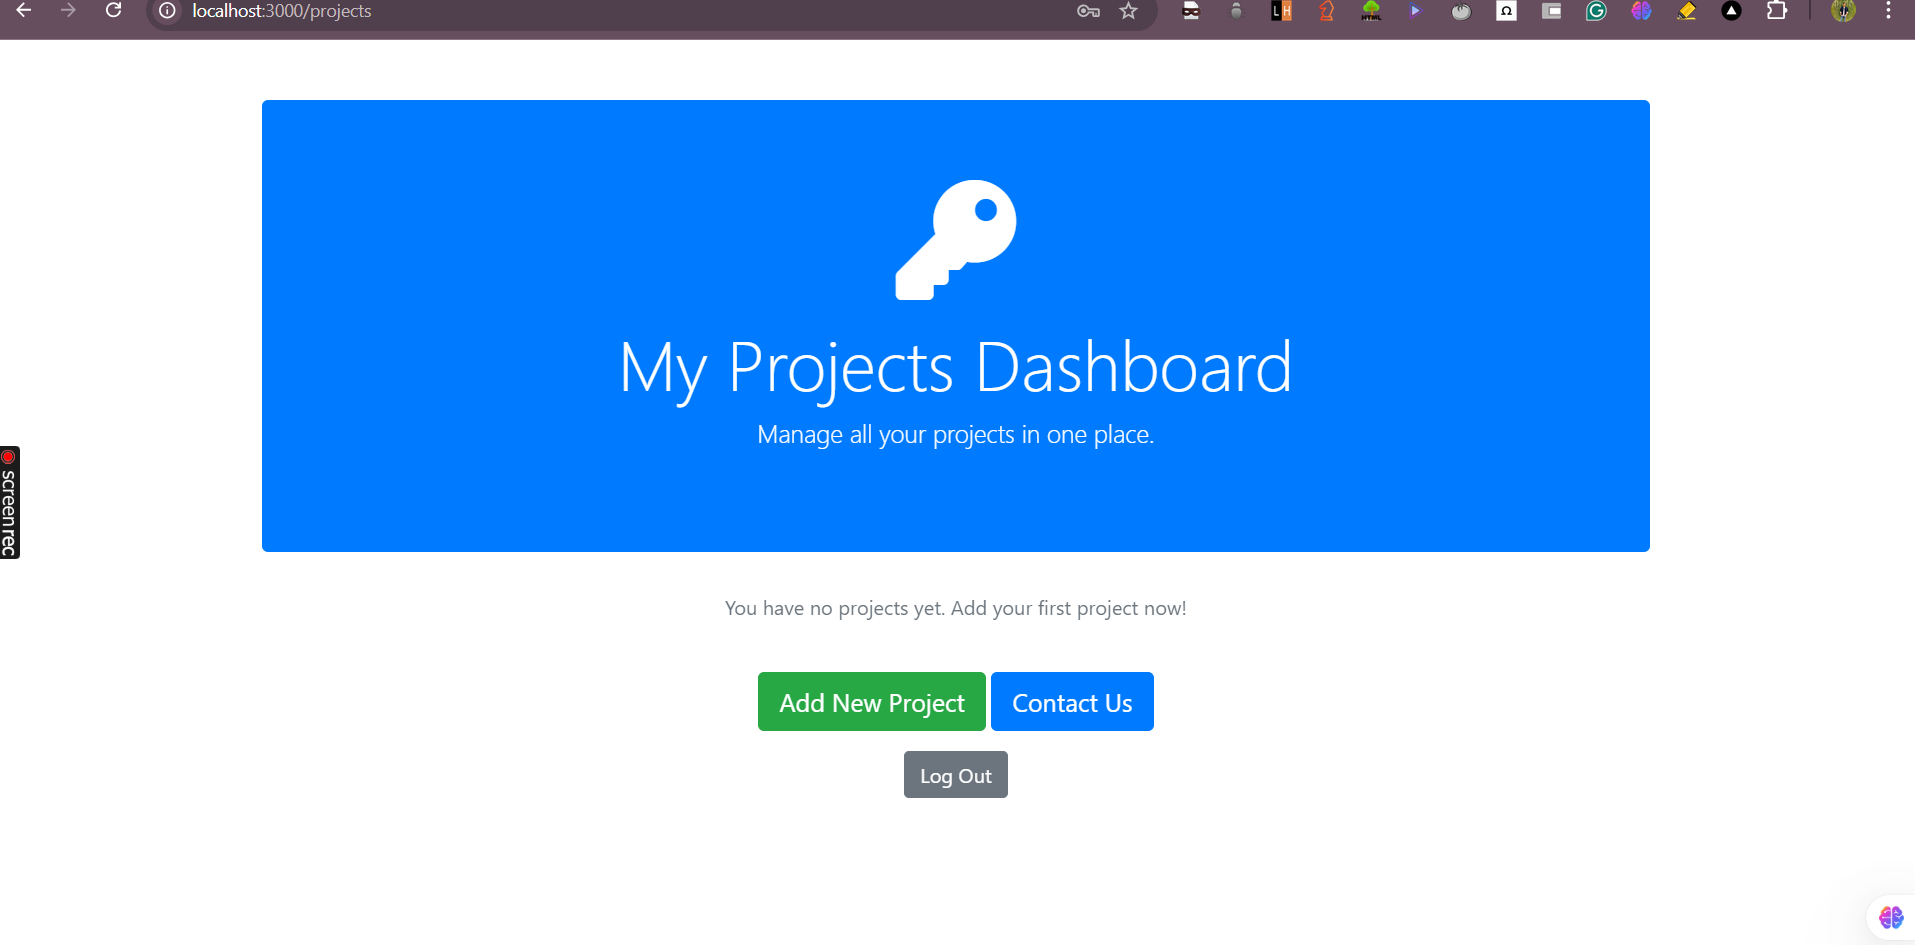 localhost:3000/projects
L H
HTML
Ω
G
My Projects Dashboard
Manage all your projects in one place.
screenrec
You have no projects yet. Add your first project now!
Add New Project Contact Us
Log Out